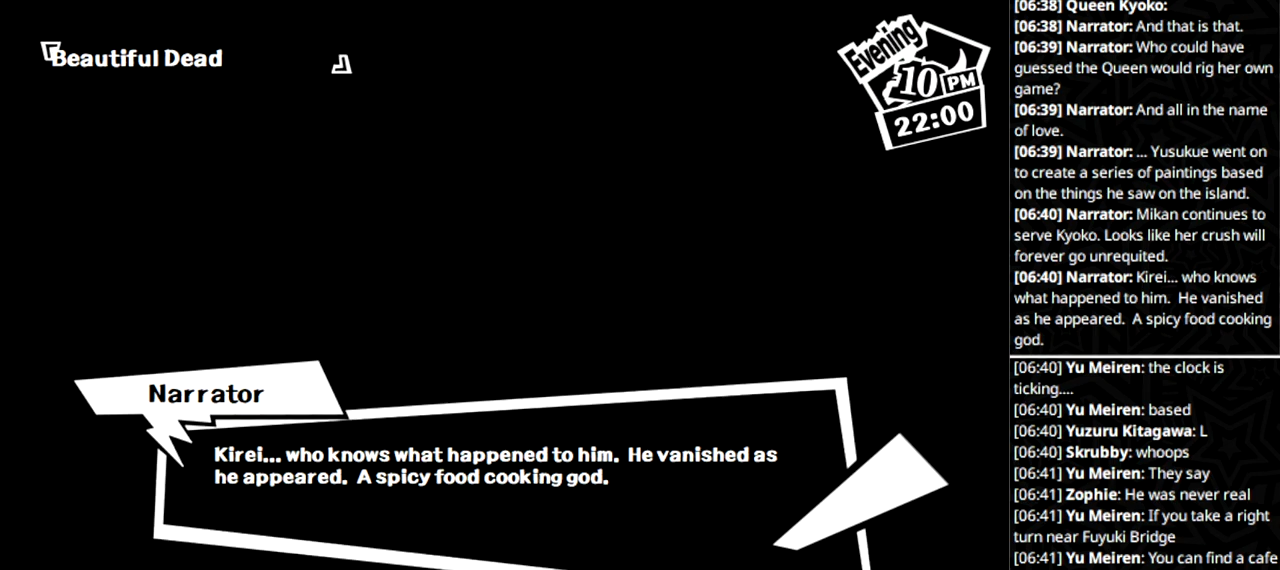 Beautiful Dead
Evening
10 PM
22:00
Narrator
Kirei... who knows what happened to him.  He vanished as
he appeared.  A spicy food cooking god.
[06:38] Queen Kyoko:
[06:38] Narrator: And that is that.
[06:39] Narrator: Who could have
guessed the Queen would rig her own
game?
[06:39] Narrator: And all in the name
of love.
[06:39] Narrator: ... Yusukue went on
to create a series of paintings based
on the things he saw on the island.
[06:40] Narrator: Mikan continues to
serve Kyoko. Looks like her crush will
forever go unrequited.
[06:40] Narrator: Kirei... who knows
what happened to him.  He vanished
as he appeared.  A spicy food cooking
god.
[06:40] Yu Meiren: the clock is
ticking....
[06:40] Yu Meiren: based
[06:40] Yuzuru Kitagawa: L
[06:40] Skrubby: whoops
[06:41] Yu Meiren: They say
[06:41] Zophie: He was never real
[06:41] Yu Meiren: If you take a right
turn near Fuyuki Bridge
[06:41] Yu Meiren: You can find a cafe